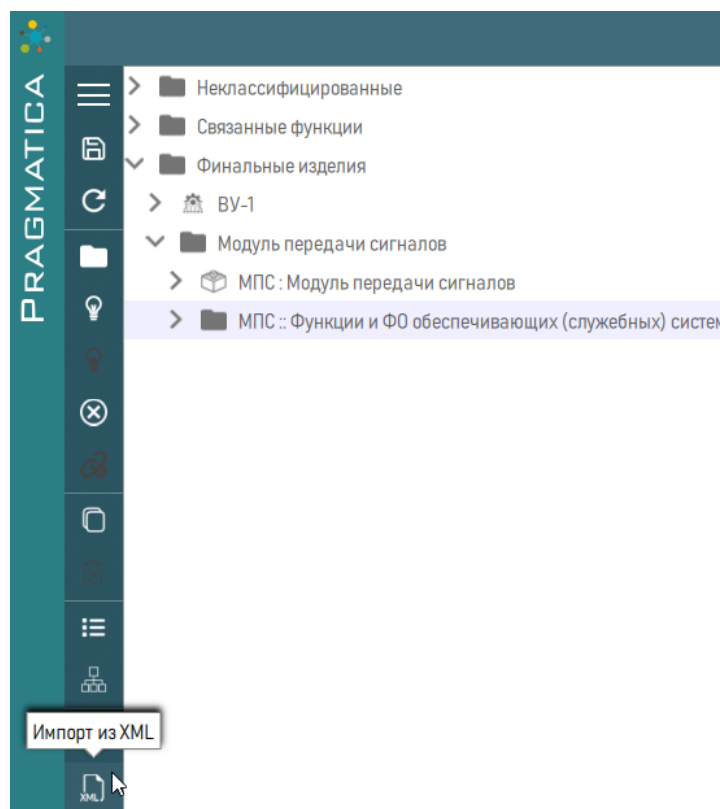 PRAGMATICA
Неклассифицированные
Связанные функции
Финальные изделия
ВУ-1
Модуль передачи сигналов
МПС : Модуль передачи сигналов
МПС :: Функции и ФО обеспечивающих (служебных) систем
Импорт из XML
XML